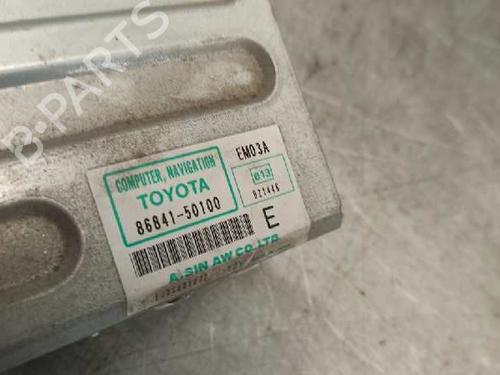 B-PARTS
COMPUTER, NAVIGATION
TOYOTA
86841-50100
EM03A
e13
021446
E
AISIN AW CO., LTD.